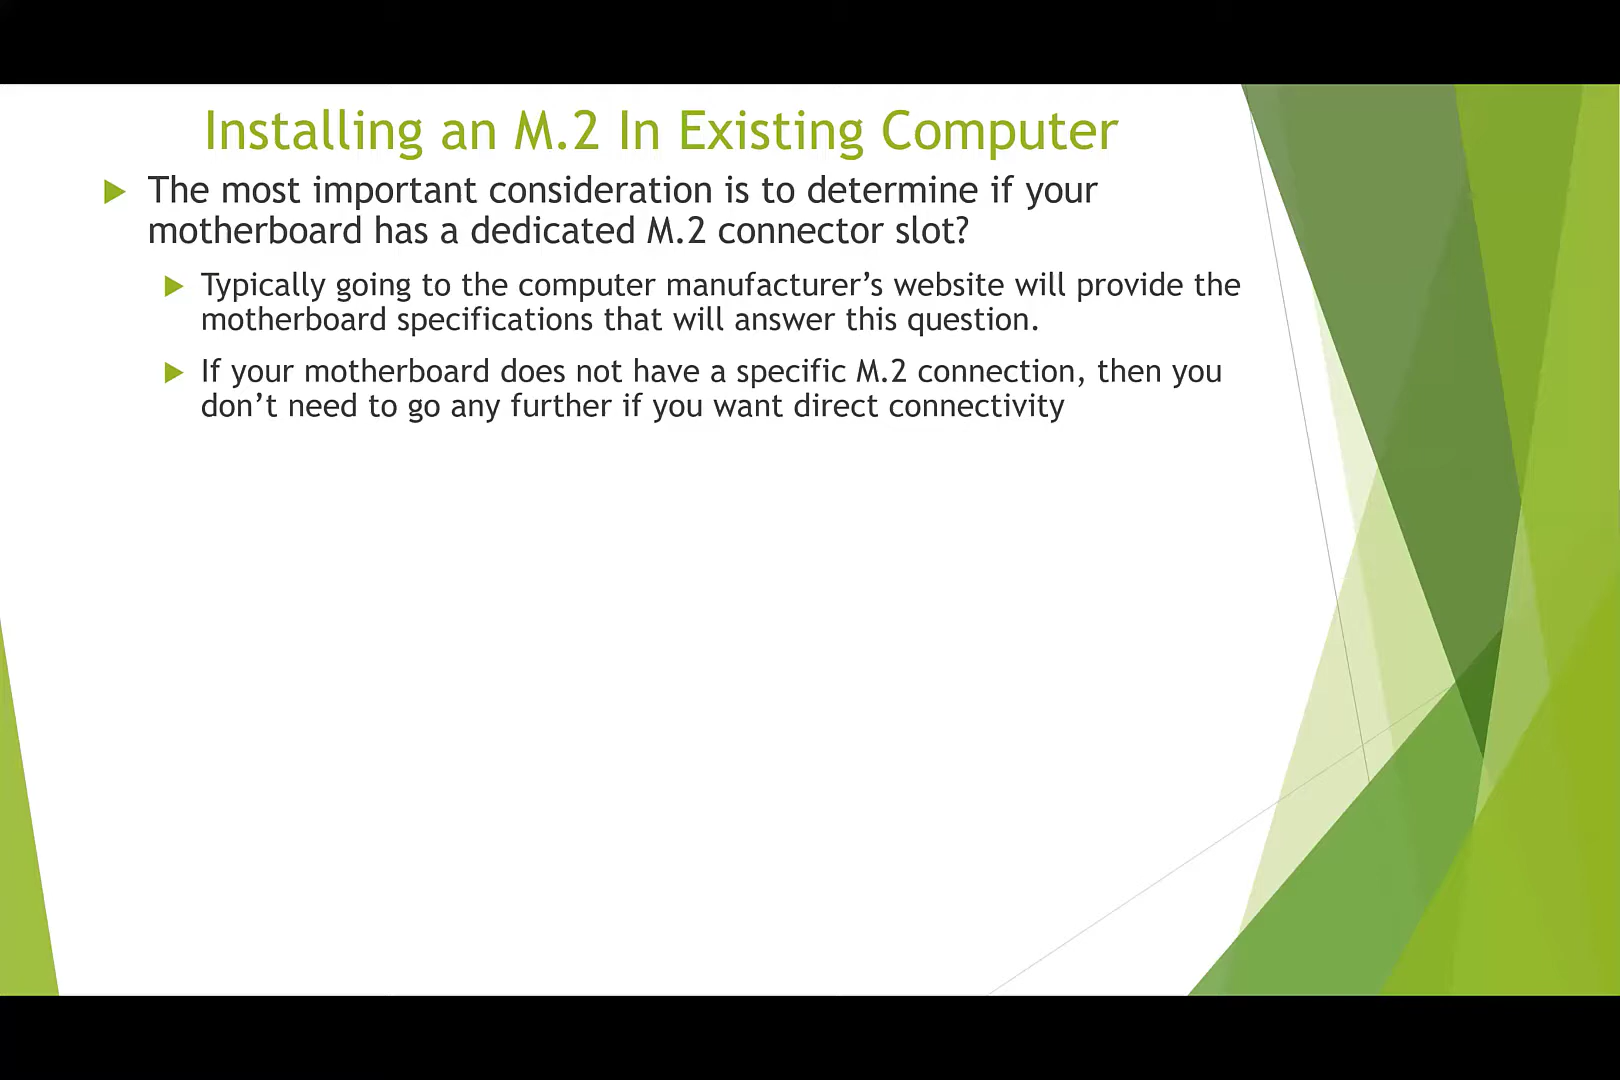 Installing an M.2 In Existing Computer
The most important consideration is to determine if your
motherboard has a dedicated M.2 connector slot?
Typically going to the computer manufacturer’s website will provide the
motherboard specifications that will answer this question.
If your motherboard does not have a specific M.2 connection, then you
don’t need to go any further if you want direct connectivity